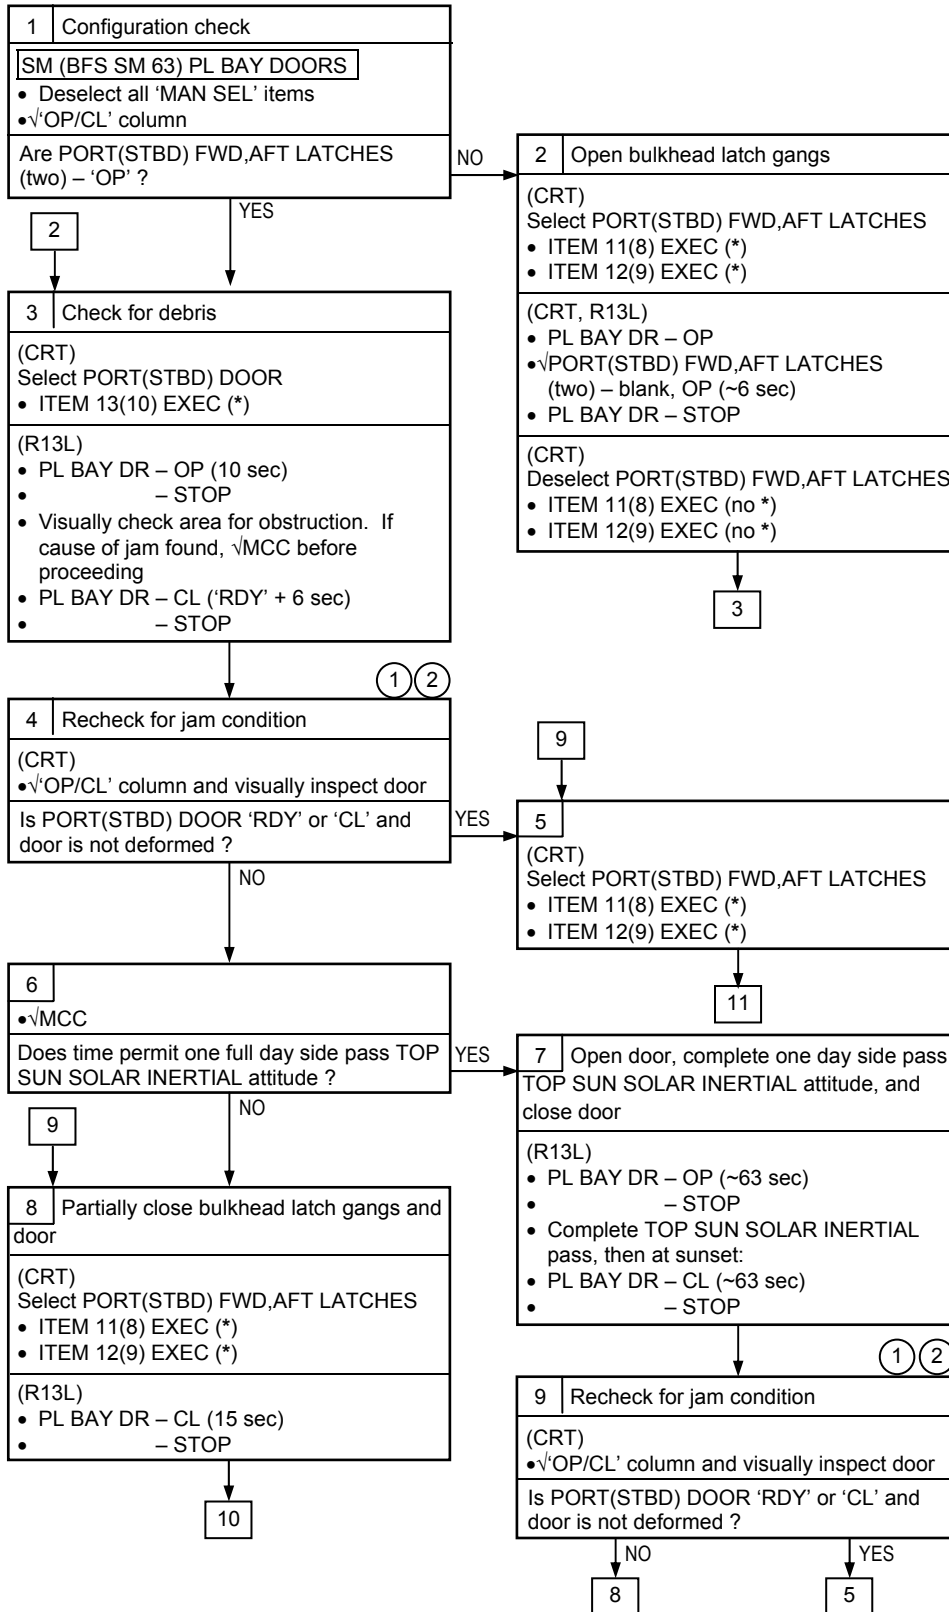 1 Configuration check
SM (BFS SM 63) PL BAY DOORS
• Deselect all ‘MAN SEL’ items
•√‘OP/CL’ column
Are PORT(STBD) FWD,AFT LATCHES
(two) – ‘OP’ ?
NO
YES
2 Open bulkhead latch gangs
(CRT)
Select PORT(STBD) FWD,AFT LATCHES
• ITEM 11(8) EXEC (*)
• ITEM 12(9) EXEC (*)
(CRT, R13L)
• PL BAY DR – OP
•√PORT(STBD) FWD,AFT LATCHES
(two) – blank, OP (~6 sec)
• PL BAY DR – STOP
(CRT)
Deselect PORT(STBD) FWD,AFT LATCHES
• ITEM 11(8) EXEC (no *)
• ITEM 12(9) EXEC (no *)
3
2
3 Check for debris
(CRT)
Select PORT(STBD) DOOR
• ITEM 13(10) EXEC (*)
(R13L)
• PL BAY DR – OP (10 sec)
• – STOP
• Visually check area for obstruction. If
cause of jam found, √MCC before
proceeding
• PL BAY DR – CL (‘RDY’ + 6 sec)
• – STOP
1 2
4 Recheck for jam condition
(CRT)
•√‘OP/CL’ column and visually inspect door
Is PORT(STBD) DOOR ‘RDY’ or ‘CL’ and
door is not deformed ?
YES
NO
9
5
(CRT)
Select PORT(STBD) FWD,AFT LATCHES
• ITEM 11(8) EXEC (*)
• ITEM 12(9) EXEC (*)
11
6
•√MCC
Does time permit one full day side pass TOP
SUN SOLAR INERTIAL attitude ?
YES
NO
7 Open door, complete one day side pass
TOP SUN SOLAR INERTIAL attitude, and
close door
(R13L)
• PL BAY DR – OP (~63 sec)
• – STOP
• Complete TOP SUN SOLAR INERTIAL
pass, then at sunset:
• PL BAY DR – CL (~63 sec)
• – STOP
9
8 Partially close bulkhead latch gangs and
door
(CRT)
Select PORT(STBD) FWD,AFT LATCHES
• ITEM 11(8) EXEC (*)
• ITEM 12(9) EXEC (*)
(R13L)
• PL BAY DR – CL (15 sec)
• – STOP
10
1 2
9 Recheck for jam condition
(CRT)
•√‘OP/CL’ column and visually inspect door
Is PORT(STBD) DOOR ‘RDY’ or ‘CL’ and
door is not deformed ?
NO
YES
8
5